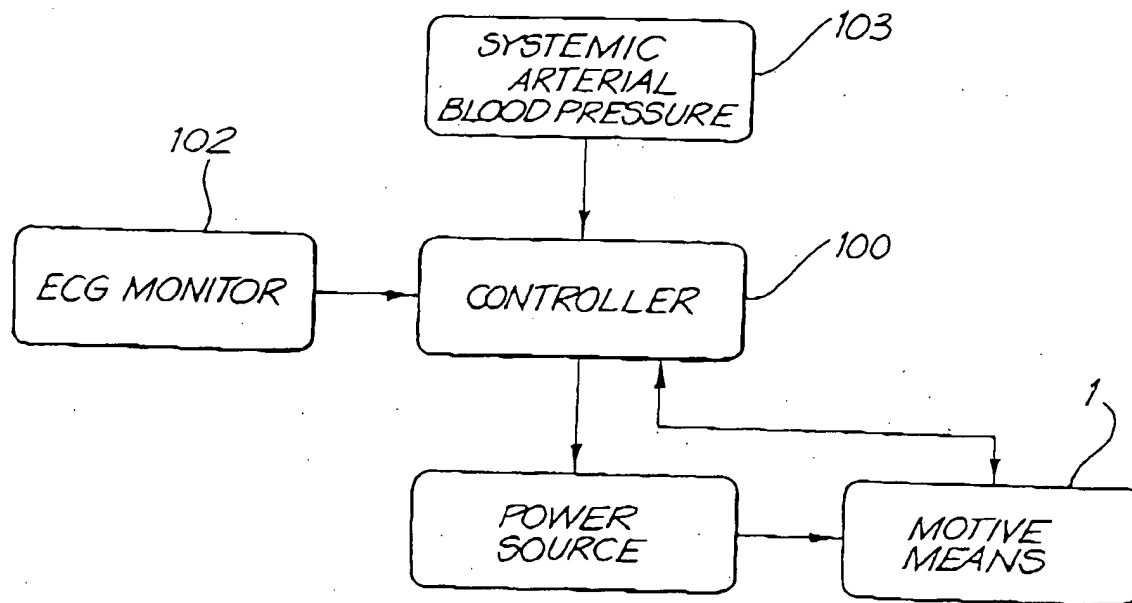 SYSTEMIC
ARTERIAL
BLOOD PRESSURE
103
102
ECG MONITOR
CONTROLLER
100
POWER
SOURCE
MOTIVE
MEANS
1